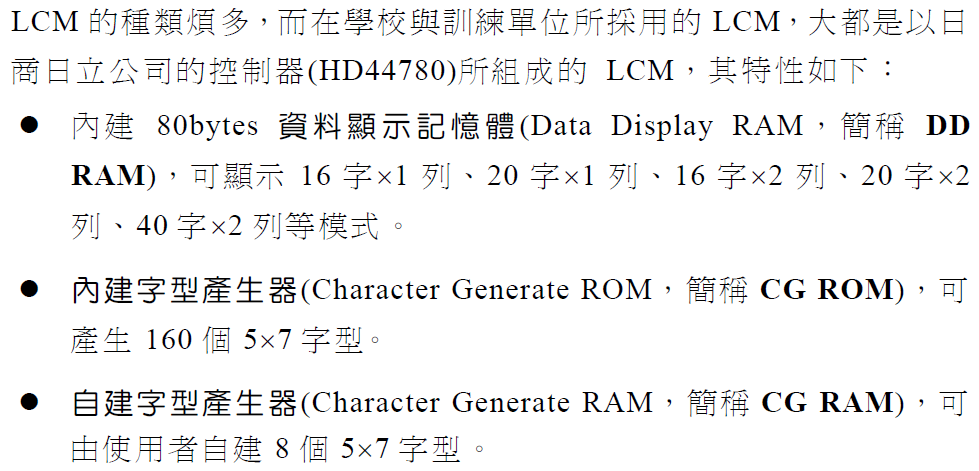 LCM 的種類煩多，而在學校與訓練單位所採用的 LCM，大都是以日
商日立公司的控制器(HD44780)所組成的 LCM，其特性如下：
● 內建 80bytes 資料顯示記憶體(Data Display RAM，簡稱 DD
RAM)，可顯示 16 字×1 列、20 字×1 列、16 字×2 列、20 字×2
列、40 字×2 列等模式。
● 內建字型產生器(Character Generate ROM，簡稱 CG ROM)，可
產生 160 個 5×7 字型。
● 自建字型產生器(Character Generate RAM，簡稱 CG RAM)，可
由使用者自建 8 個 5×7 字型。